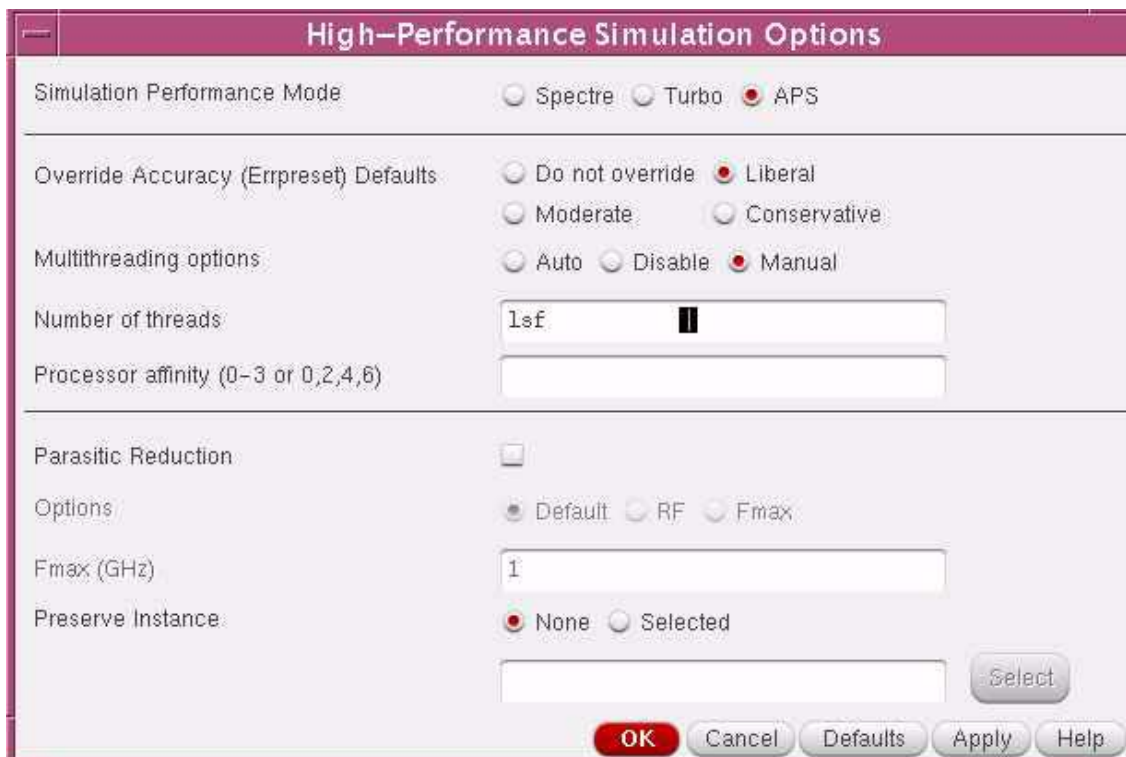 High-Performance Simulation Options
Simulation Performance Mode Spectre Turbo APS
Override Accuracy (Errpreset) Defaults Do not override Liberal
Moderate Conservative
Multithreading options Auto Disable Manual
Number of threads lsf
Processor affinity (0-3 or 0,2,4,6)
Parasitic Reduction
Options Default RF Fmax
Fmax (GHz) 1
Preserve Instance None Selected
Select
OK Cancel Defaults Apply Help